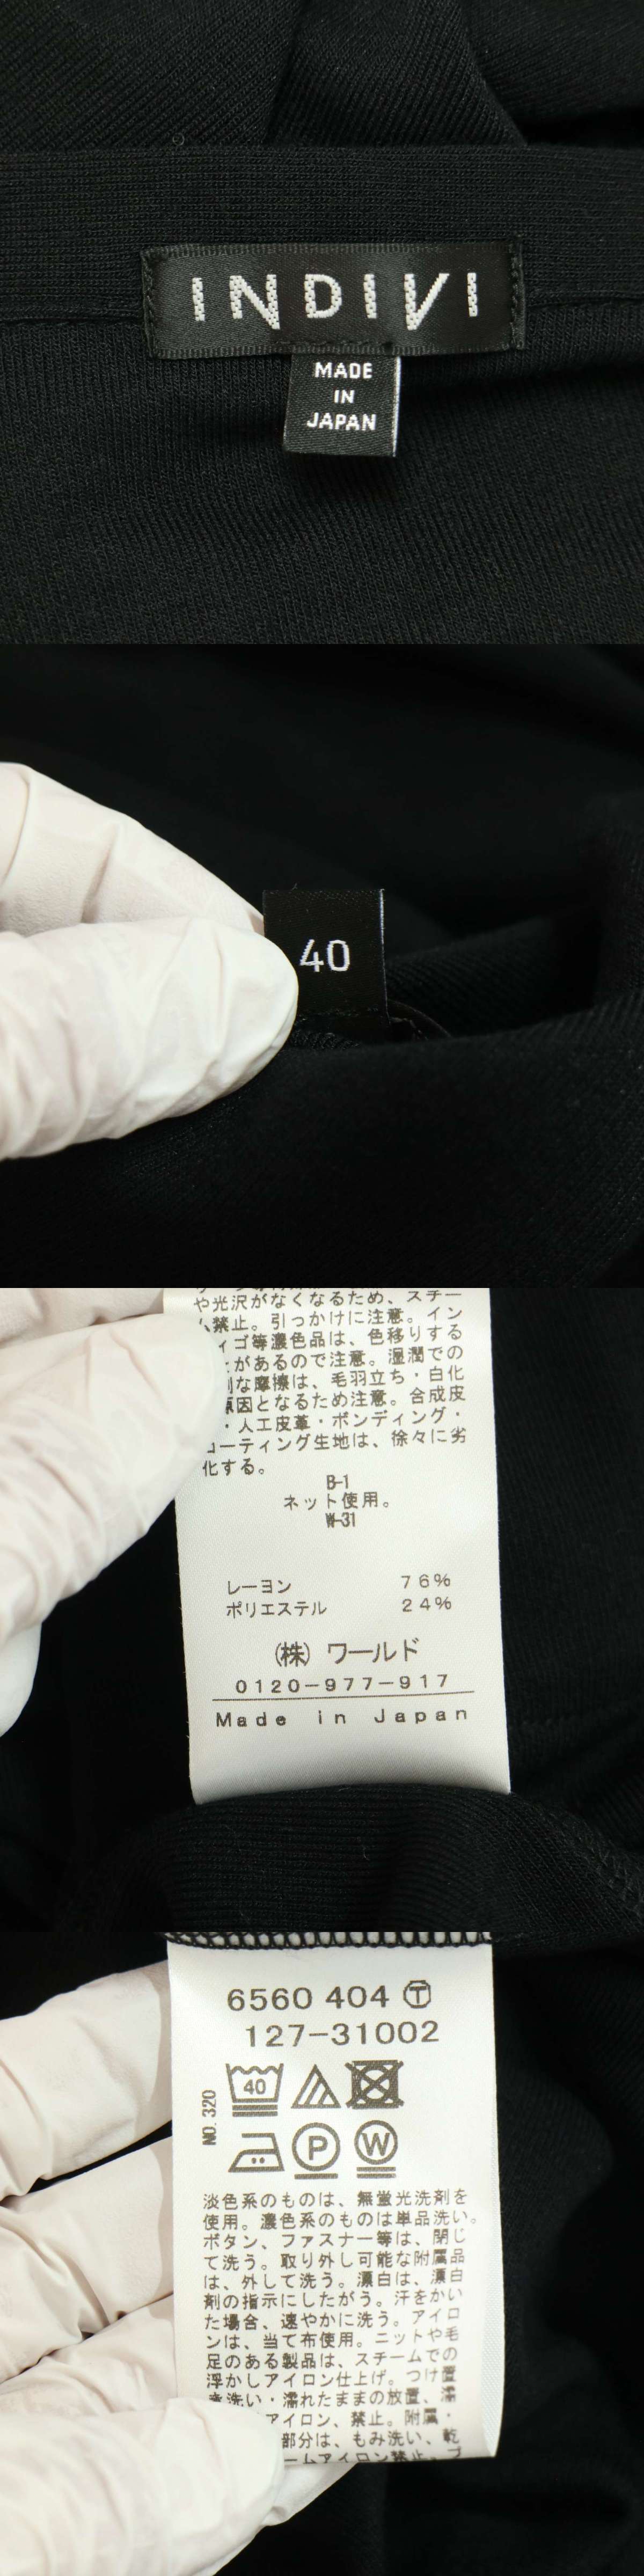 INDIVI
MADE
IN
JAPAN
40
や光沢がなくなるため、スチー
ム禁止。引っかけに注意。イン
ィゴ等濃色品は、色移りする
があるので注意。湿潤での
な摩擦は、毛羽立ち・白化
原因となるため注意。合成皮
・人工皮革・ボンディング・
コーティング生地は、徐々に劣
化する。
B-1
ネット使用。
W-31
レーヨン 76%
ポリエステル 24%
(株) ワールド
0120-977-917
Made in Japan
6560 404 Ⓣ
127-31002
NO.320
40
P W
淡色系のものは、無蛍光洗剤を
使用。濃色系のものは単品洗い。
ボタン、ファスナー等は、閉じ
て洗う。取り外し可能な附属品
は、外して洗う。漂白は、漂白
剤の指示にしたがう。汗をかい
た場合、速やかに洗う。アイロ
ンは、当て布使用。ニットや毛
足のある製品は、スチームでの
浮かしアイロン仕上げ。つけ置
き洗い・濡れたままの放置、濡
アイロン、禁止。附属・
部分は、もみ洗い、乾
ームアイロン禁止。プ